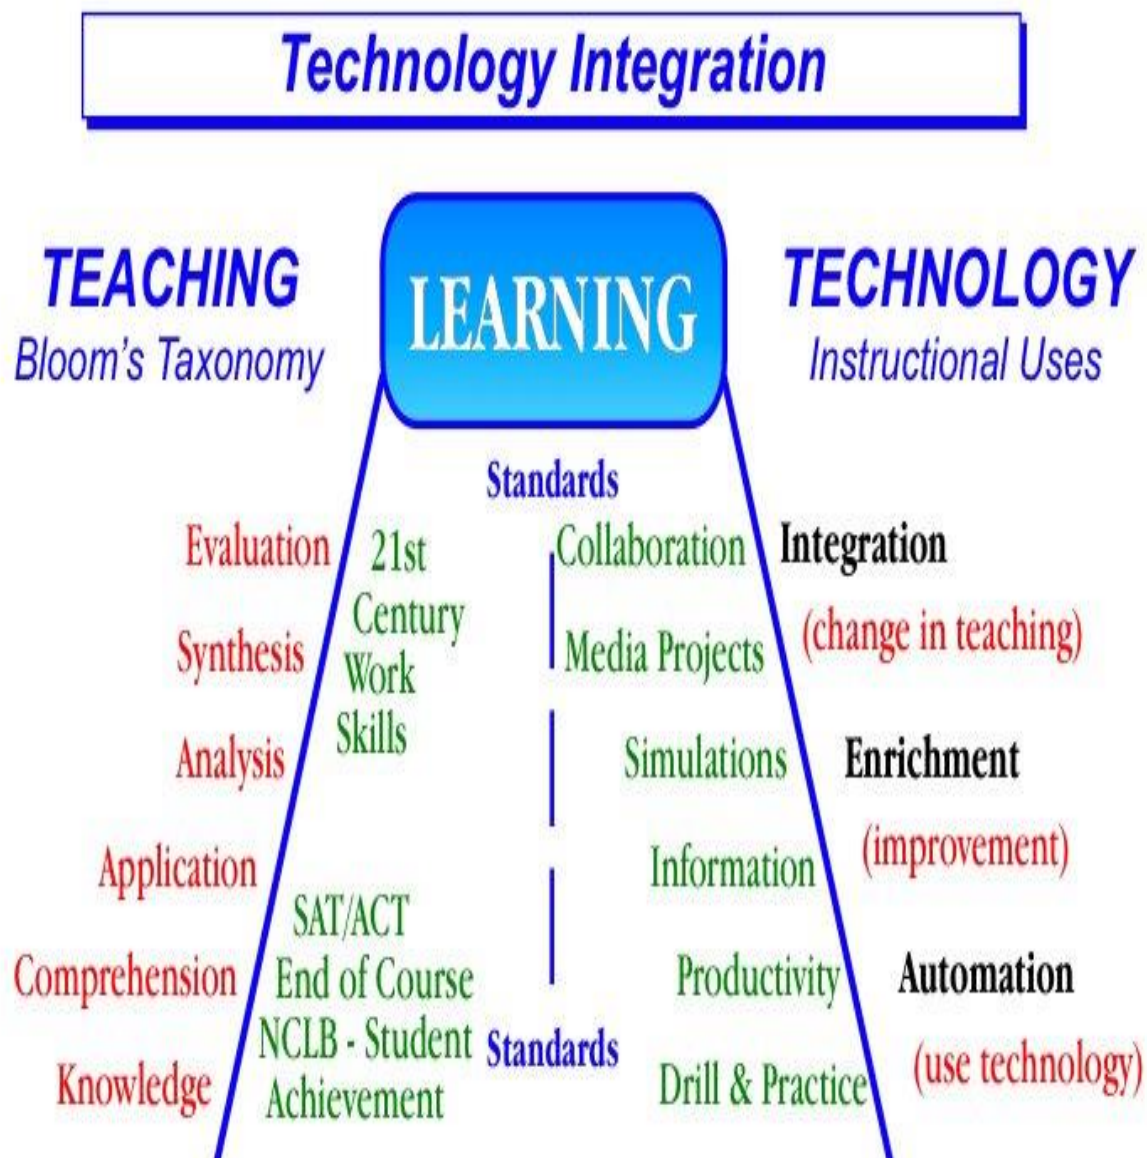 Technology Integration
TEACHING
Bloom's Taxonomy
LEARNING
TECHNOLOGY
Instructional Uses
Standards
Evaluation
Synthesis
Analysis
Application
Comprehension
Knowledge
21st
Century
Work
Skills
SAT/ACT
End of Course
NCLB - Student
Achievement
Standards
Collaboration
Media Projects
Simulations
Information
Productivity
Drill & Practice
Integration
(change in teaching)
Enrichment
(improvement)
Automation
(use technology)